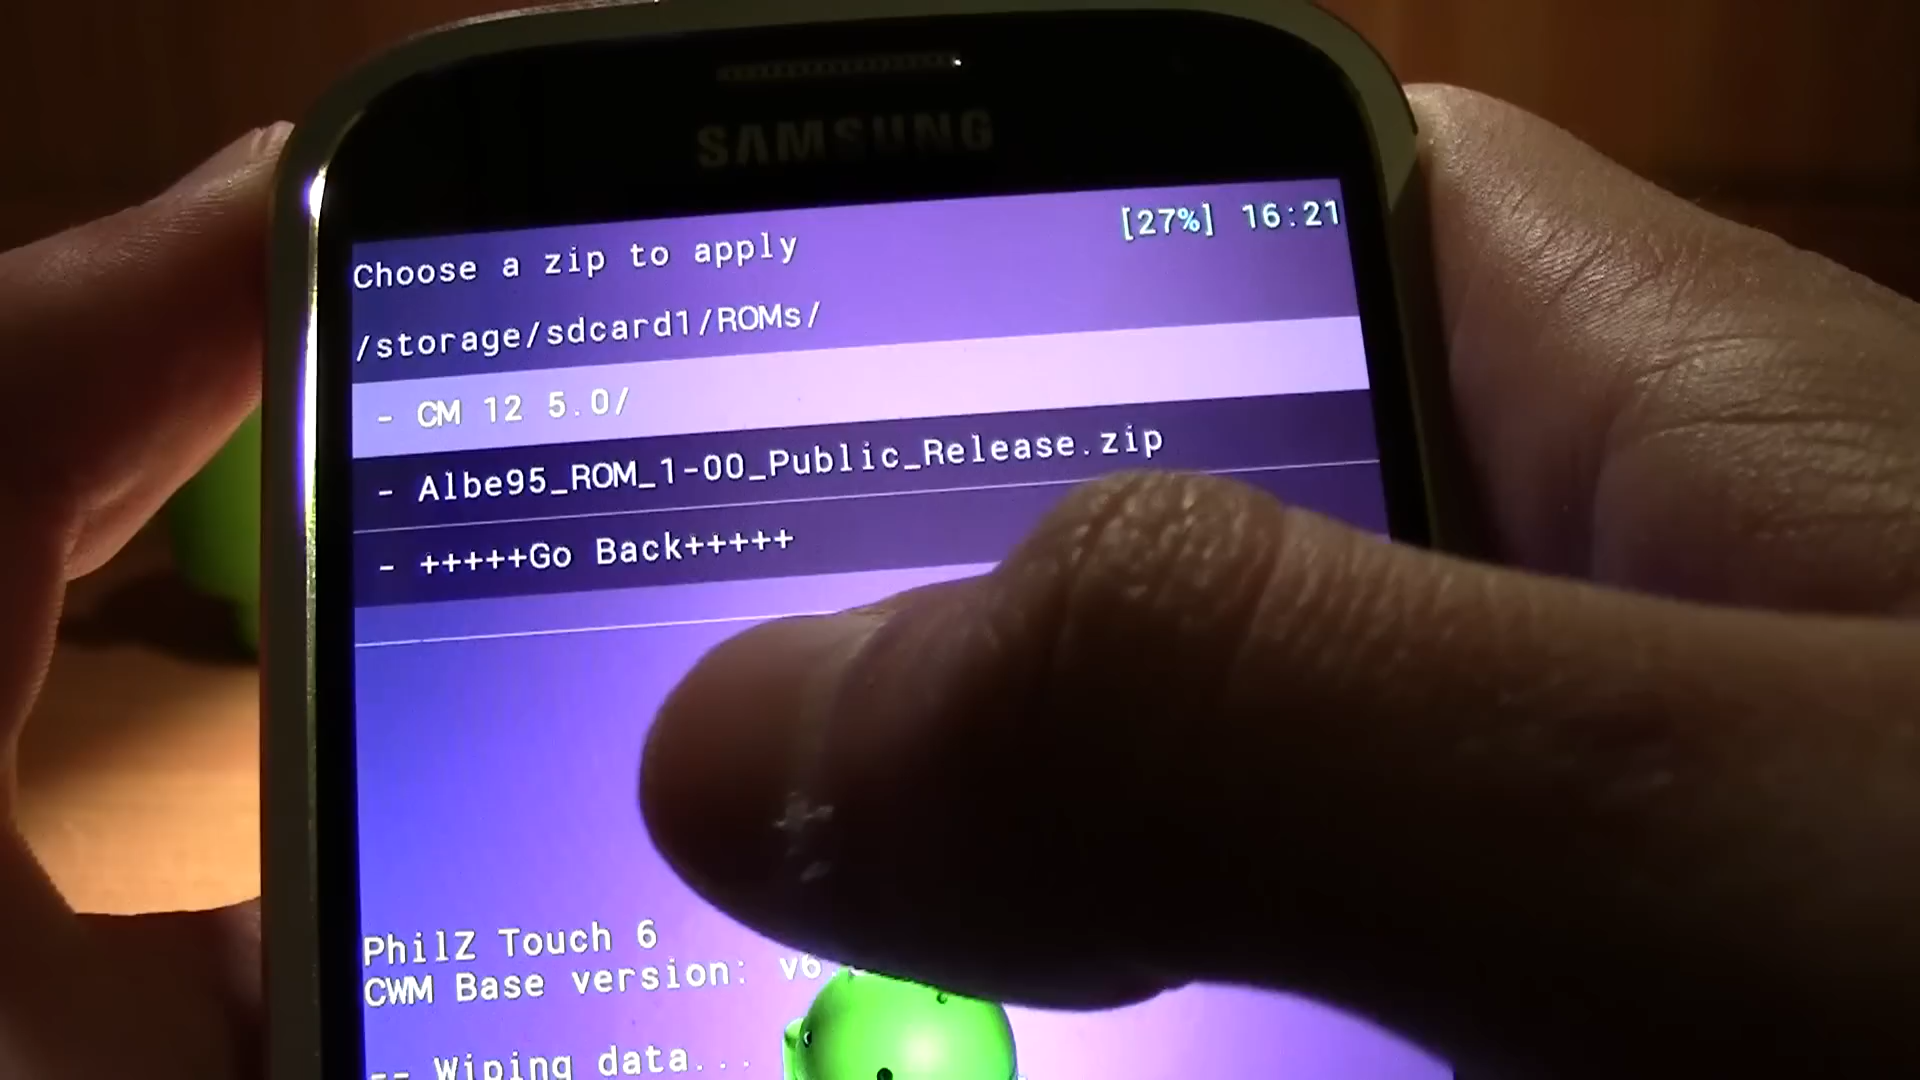 SAMSUNG
[27%] 16:21
Choose a zip to apply
/storage/sdcard1/ROMs/
- CM 12 5.0/
- Albe95_ROM_1-00_Public_Release.zip
- +++++Go Back+++++
PhilZ Touch 6
CWM Base version: v6.
-- Wiping data...